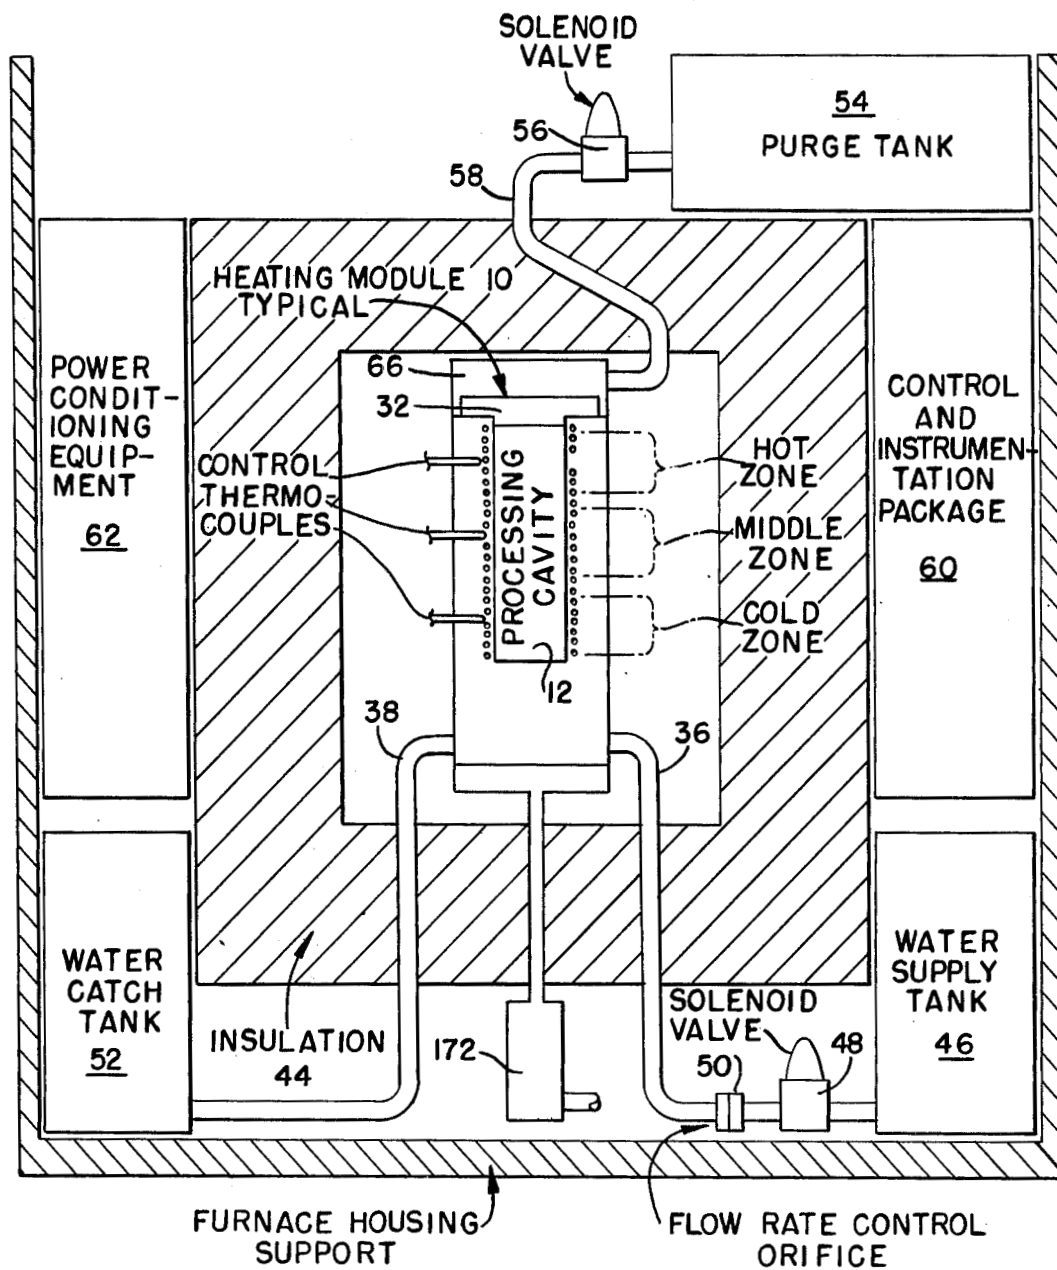 SOLENOID
VALVE
54
PURGE TANK
56
58
HEATING MODULE 10
TYPICAL
66
32
POWER
CONDIT-
IONING
EQUIP-
MENT
62
CONTROL
THERMO-
COUPLES
PROCESSING
CAVITY
12
HOT
ZONE
MIDDLE
ZONE
COLD
ZONE
CONTROL
AND
INSTRUMEN-
TATION
PACKAGE
60
38
36
WATER
CATCH
TANK
52
INSULATION
44
172
SOLENOID
VALVE
50
48
WATER
SUPPLY
TANK
46
FURNACE HOUSING
SUPPORT
FLOW RATE CONTROL
ORIFICE